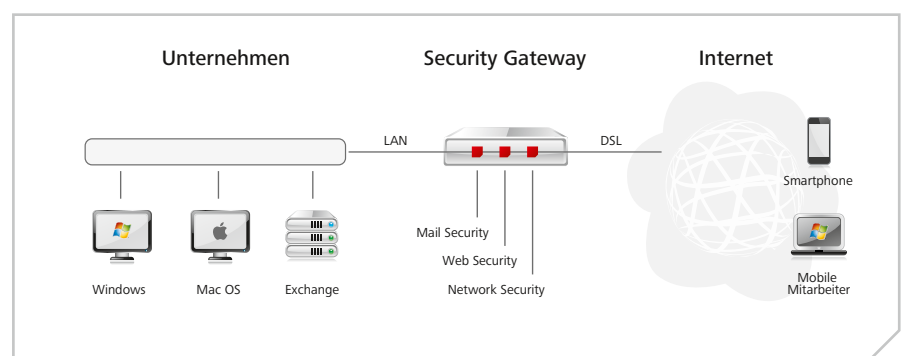 Unternehmen
Security Gateway
Internet
LAN
DSL
Smartphone
Mail Security
Web Security
Network Security
Windows
Mac OS
Exchange
Mobile
Mitarbeiter